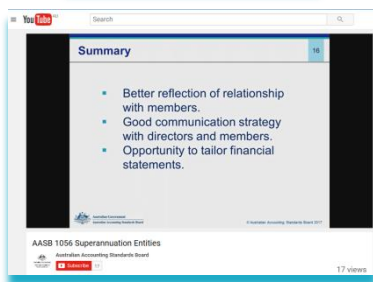 YouTube
Search
Summary
16
▪ Better reflection of relationship
with members.
▪ Good communication strategy
with directors and members.
▪ Opportunity to tailor financial
statements.
Australian Government
Australian Accounting Standards Board
© Australian Accounting Standards Board 2017
AASB 1056 Superannuation Entities
Australian Accounting Standards Board
Subscribe
17 views